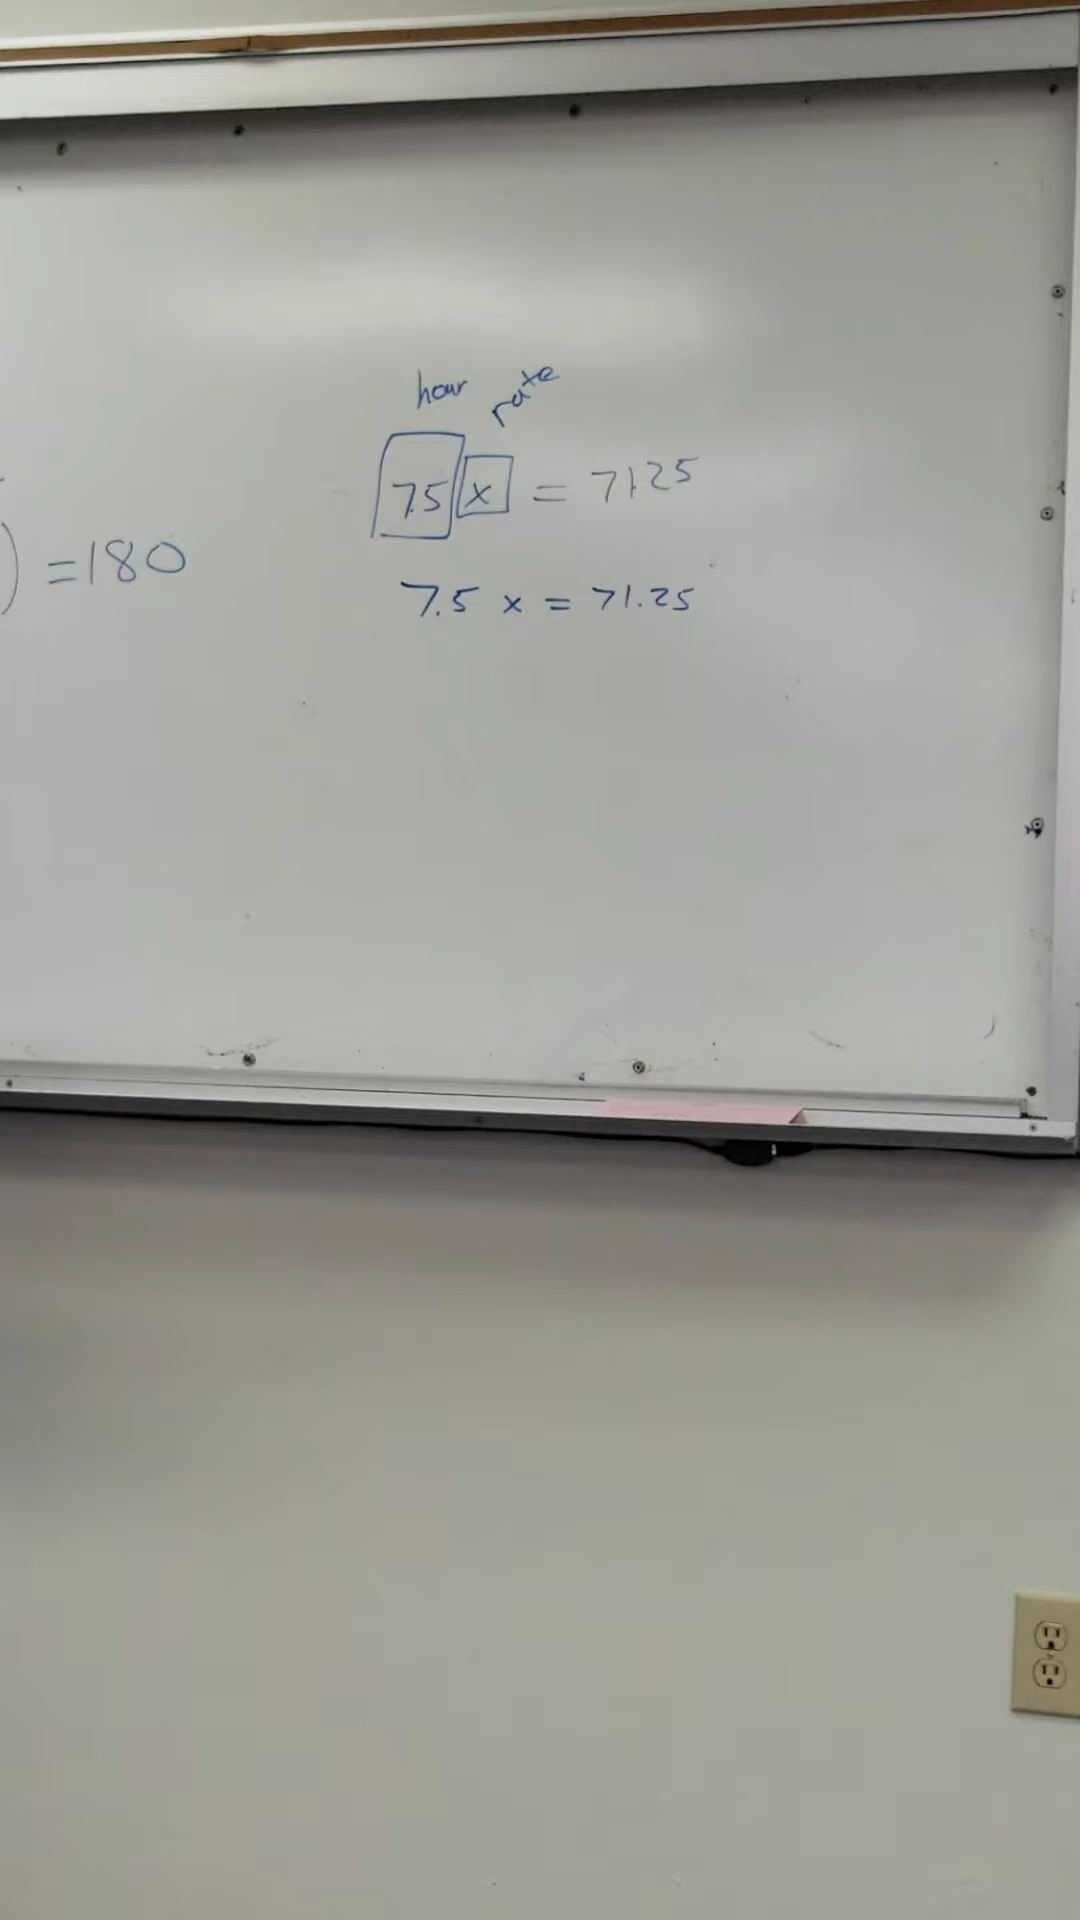 hour rate
7.5 x = 71.25
7.5 x = 71.25
) = 180